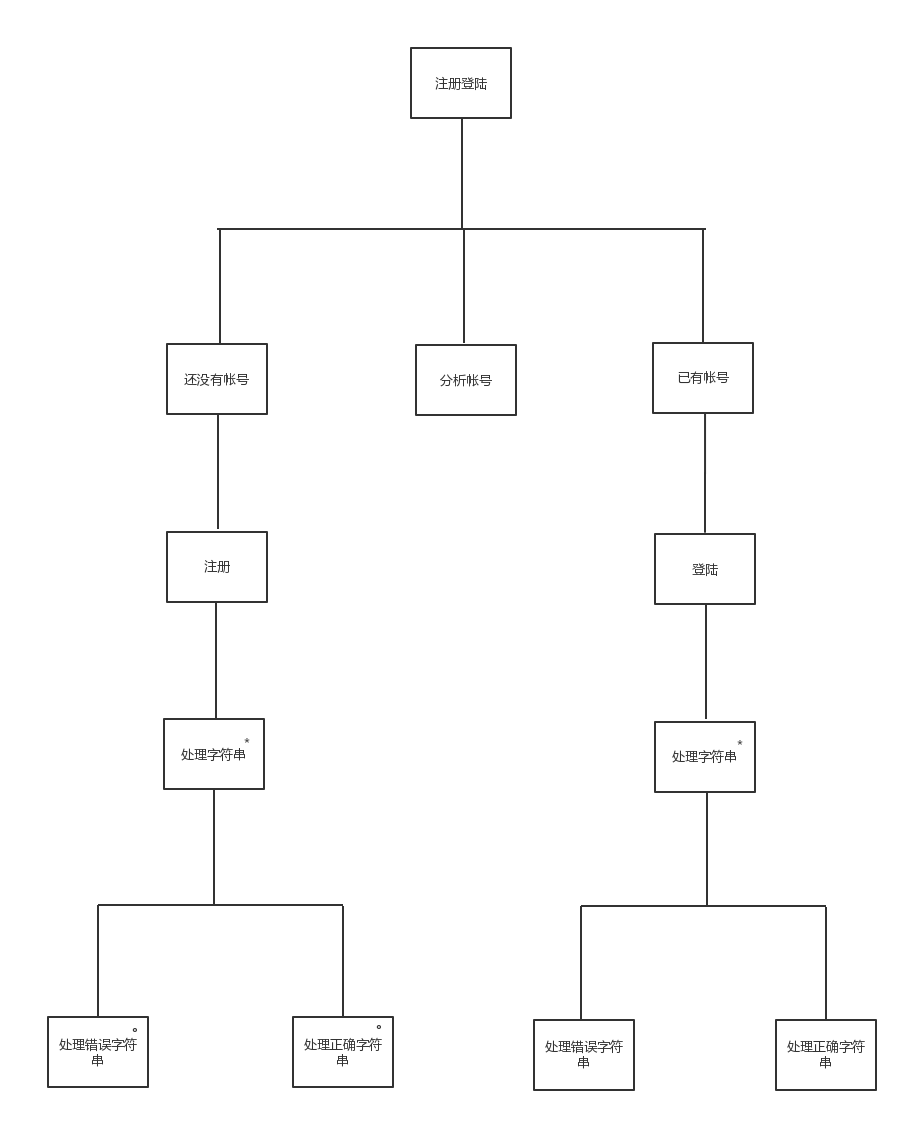 注册登陆
还没有帐号
分析帐号
已有帐号
注册
登陆
处理字符串*
处理字符串*
处理错误字符
串
处理正确字符
串
处理错误字符
串
处理正确字符
串